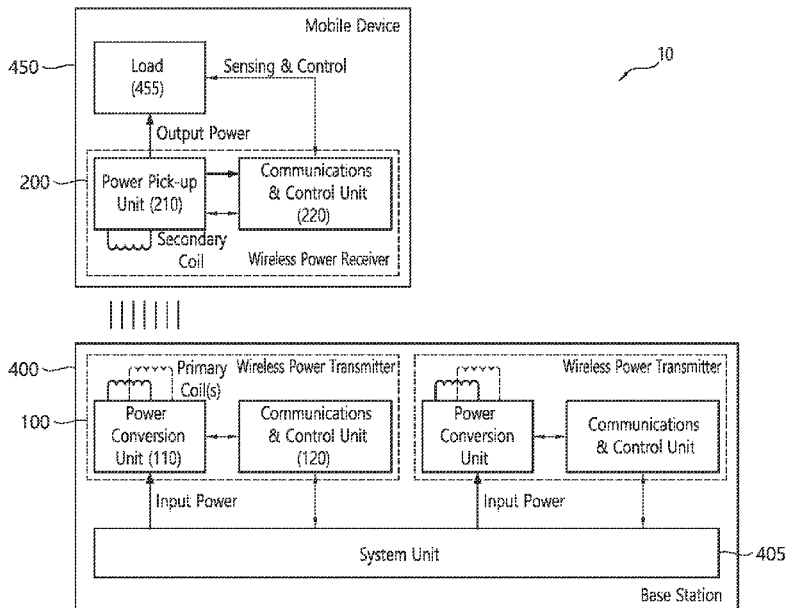 Mobile Device
10
450
Load
(455)
Sensing & Control
Output Power
200
Power Pick-up
Unit (210)
Communications
& Control Unit
(220)
Secondary
Coil
Wireless Power Receiver
400
Primary
Coil(s)
Wireless Power Transmitter
Wireless Power Transmitter
100
Power
Conversion
Unit (110)
Communications
& Control Unit
(120)
Power
Conversion
Unit
Communications
& Control Unit
Input Power
Input Power
System Unit
405
Base Station